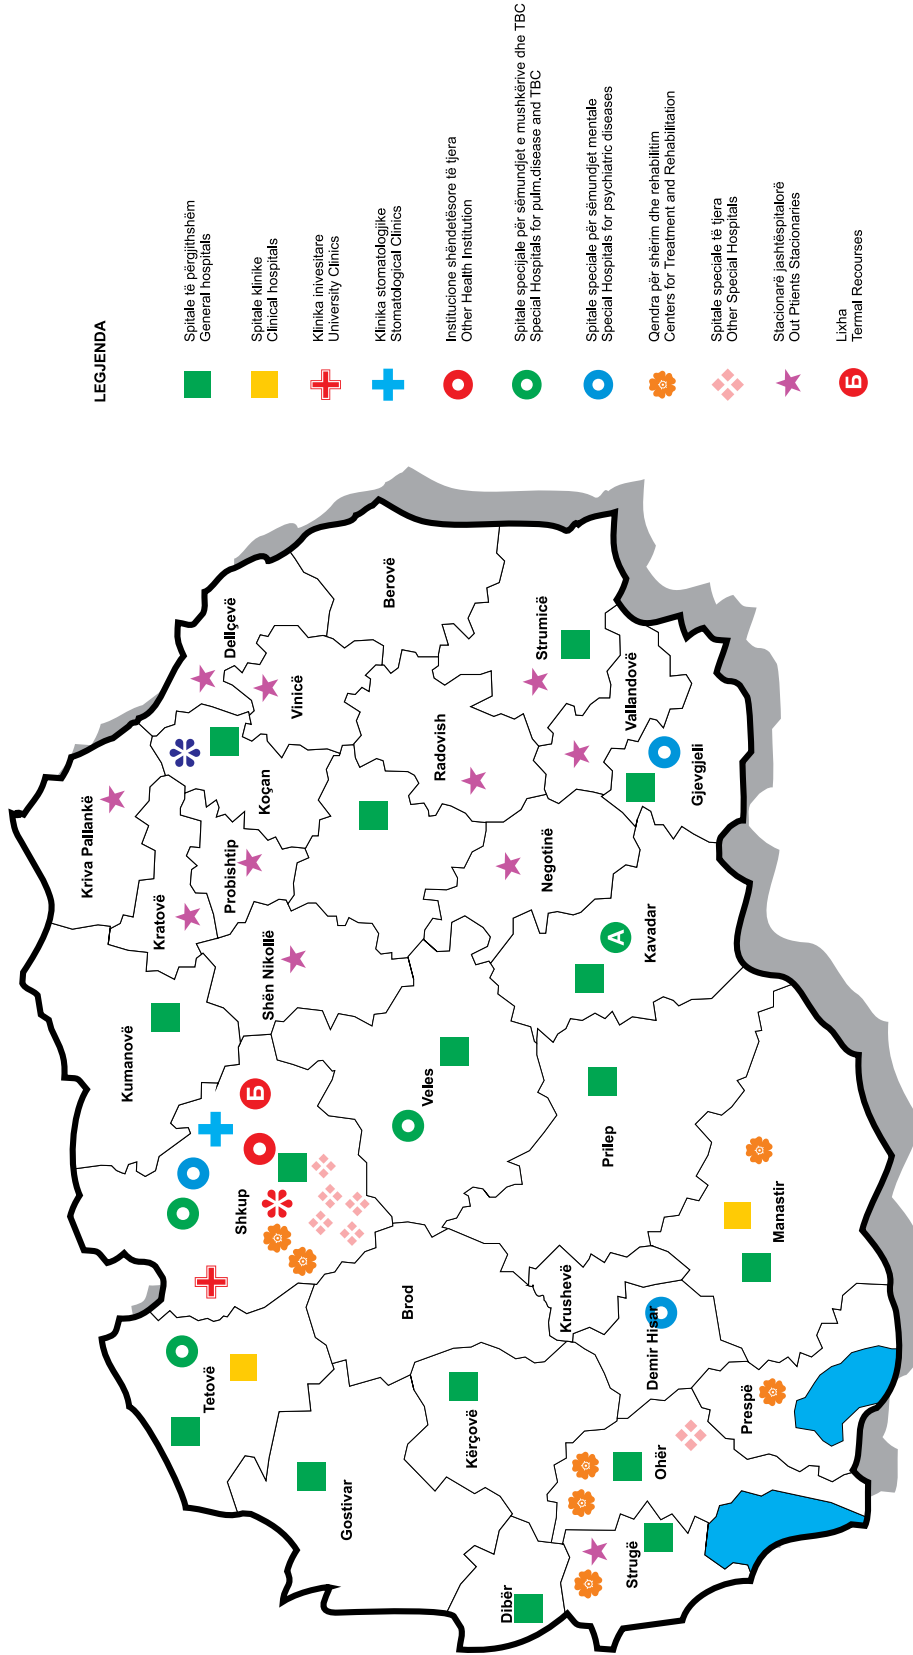 LEGJENDA
Spitale të përgjithshëm
General hospitals
Spitale klinike
Clinical hospitals
Klinika inivesitare
University Clinics
Klinika stomatologjike
Stomatological Clinics
Institucione shëndetësore të tjera
Other Health Institution
Spitale specijale për sëmundjet e mushkërive dhe TBC
Special Hospitals for pulm.disease and TBC
Spitale speciale për sëmundjet mentale
Special Hospitals for psychiatric diseases
Qendra për shërim dhe rehabilitim
Centers for Treatment and Rehabilitation
Spitale speciale të tjera
Other Special Hospitals
Stacionarë jashtëspitalorë
Out Ptients Stacionaries
Б
Lixha
Termal Recourses
Kriva Pallankë
Kumanovë
Kratovë
Dellçevë
Probishtip
Koçan
Vinicë
Shën Nikollë
Berovë
Tetovë
Shkup
Б
Gostivar
Brod
Veles
Radovish
Strumicë
Negotinë
Vallandovë
Kërçovë
Dibër
Krushevë
Prilep
Kavadar
A
Gjevgjeli
Demir Hisar
Strugë
Ohër
Prespë
Manastir